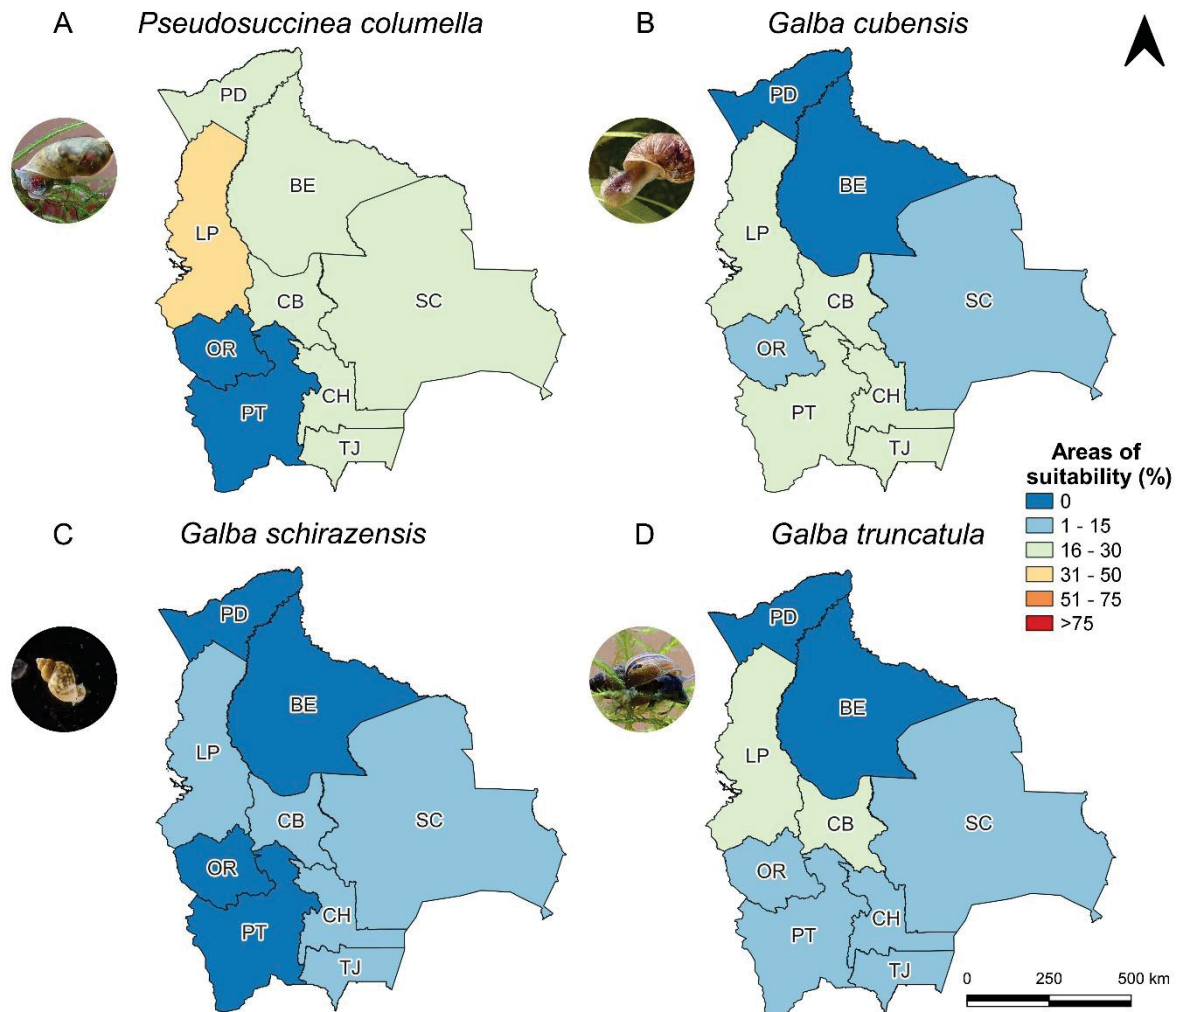 A Pseudosuccinea columella
PD
BE
LP
CB
SC
OR
CH
PT
TJ
B Galba cubensis
PD
BE
LP
SC
CB
OR
CH
PT
TJ
Areas of
suitability (%)
0
1 - 15
16 - 30
31 - 50
51 - 75
>75
C Galba schirazensis
PD
BE
LP
CB
SC
OR
CH
PT
TJ
D Galba truncatula
PD
BE
LP
CB
SC
OR
CH
PT
TJ
0 250 500 km